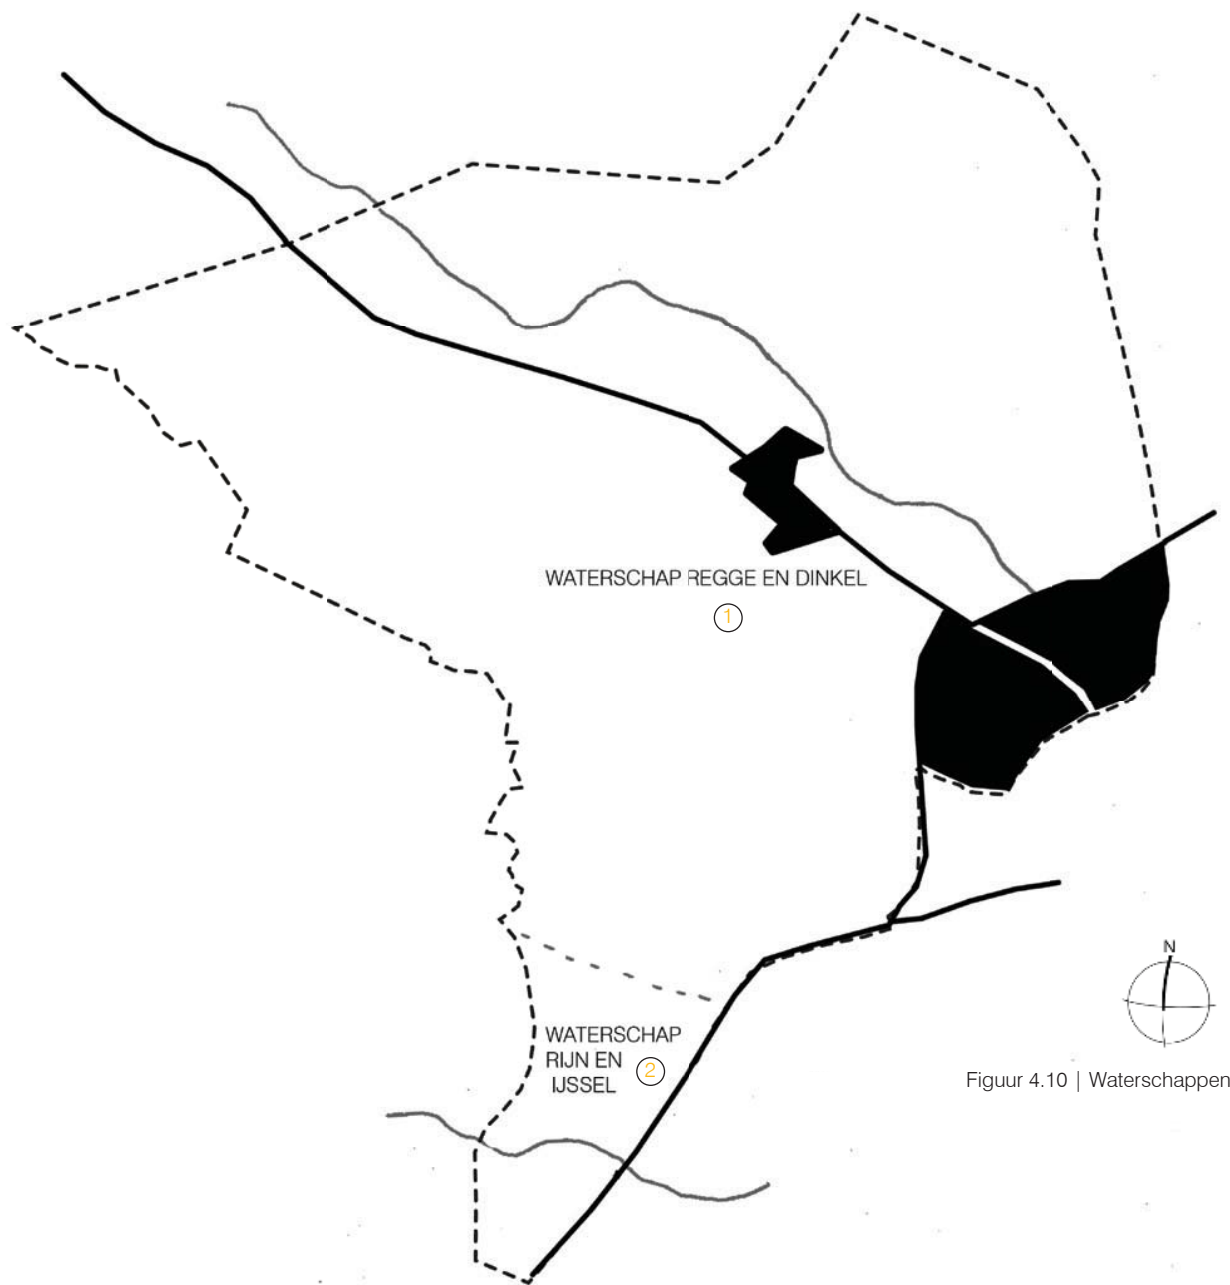 WATERSCHAP REGGE EN DINKEL
1
N
WATERSCHAP
RIJN EN
IJSSEL
2
Figuur 4.10 | Waterschappen